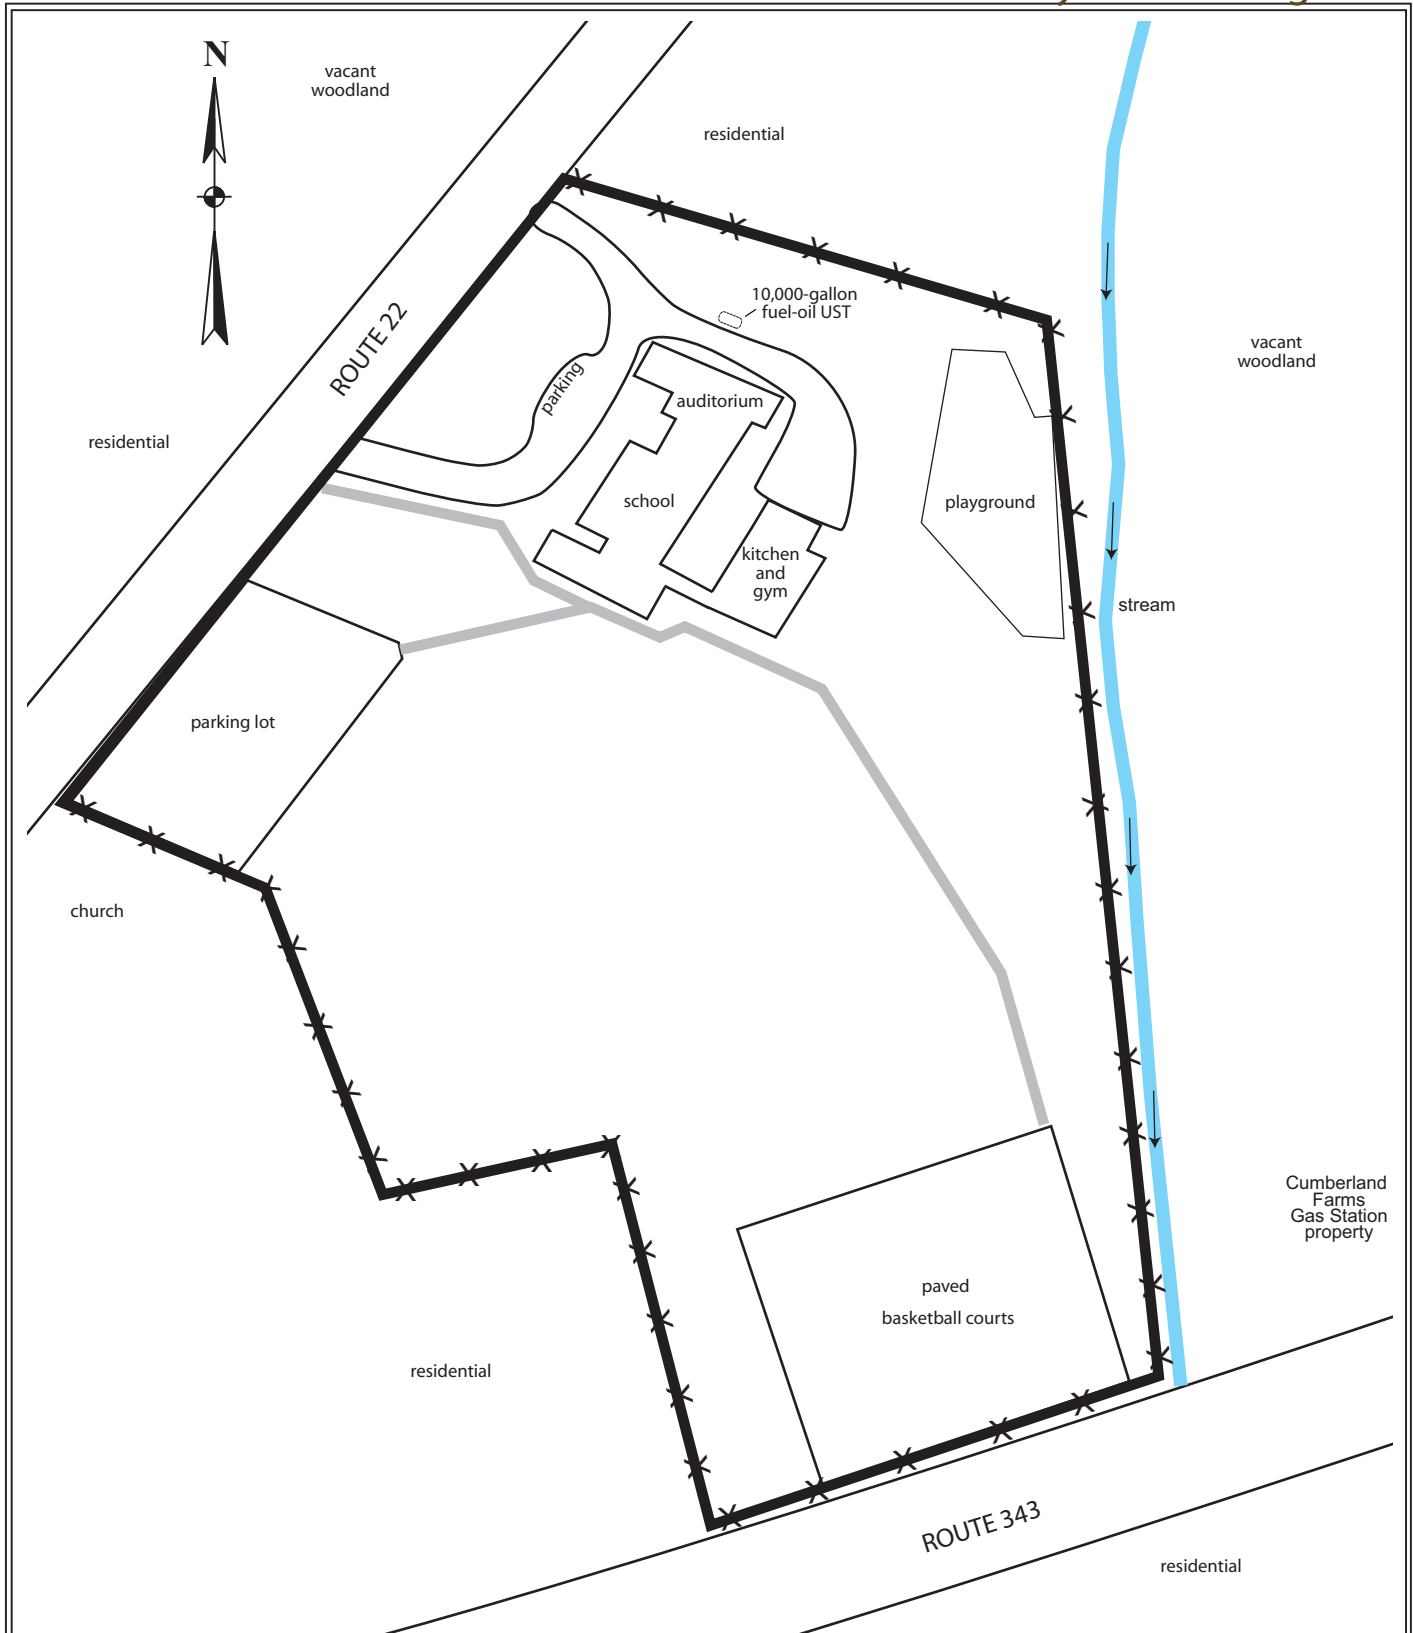 N
vacant
woodland
residential
10,000-gallon
fuel-oil UST
ROUTE 22
vacant
woodland
parking
auditorium
residential
school
playground
kitchen
and
gym
stream
parking lot
church
Cumberland
Farms
Gas Station
property
paved
basketball courts
residential
ROUTE 343
residential